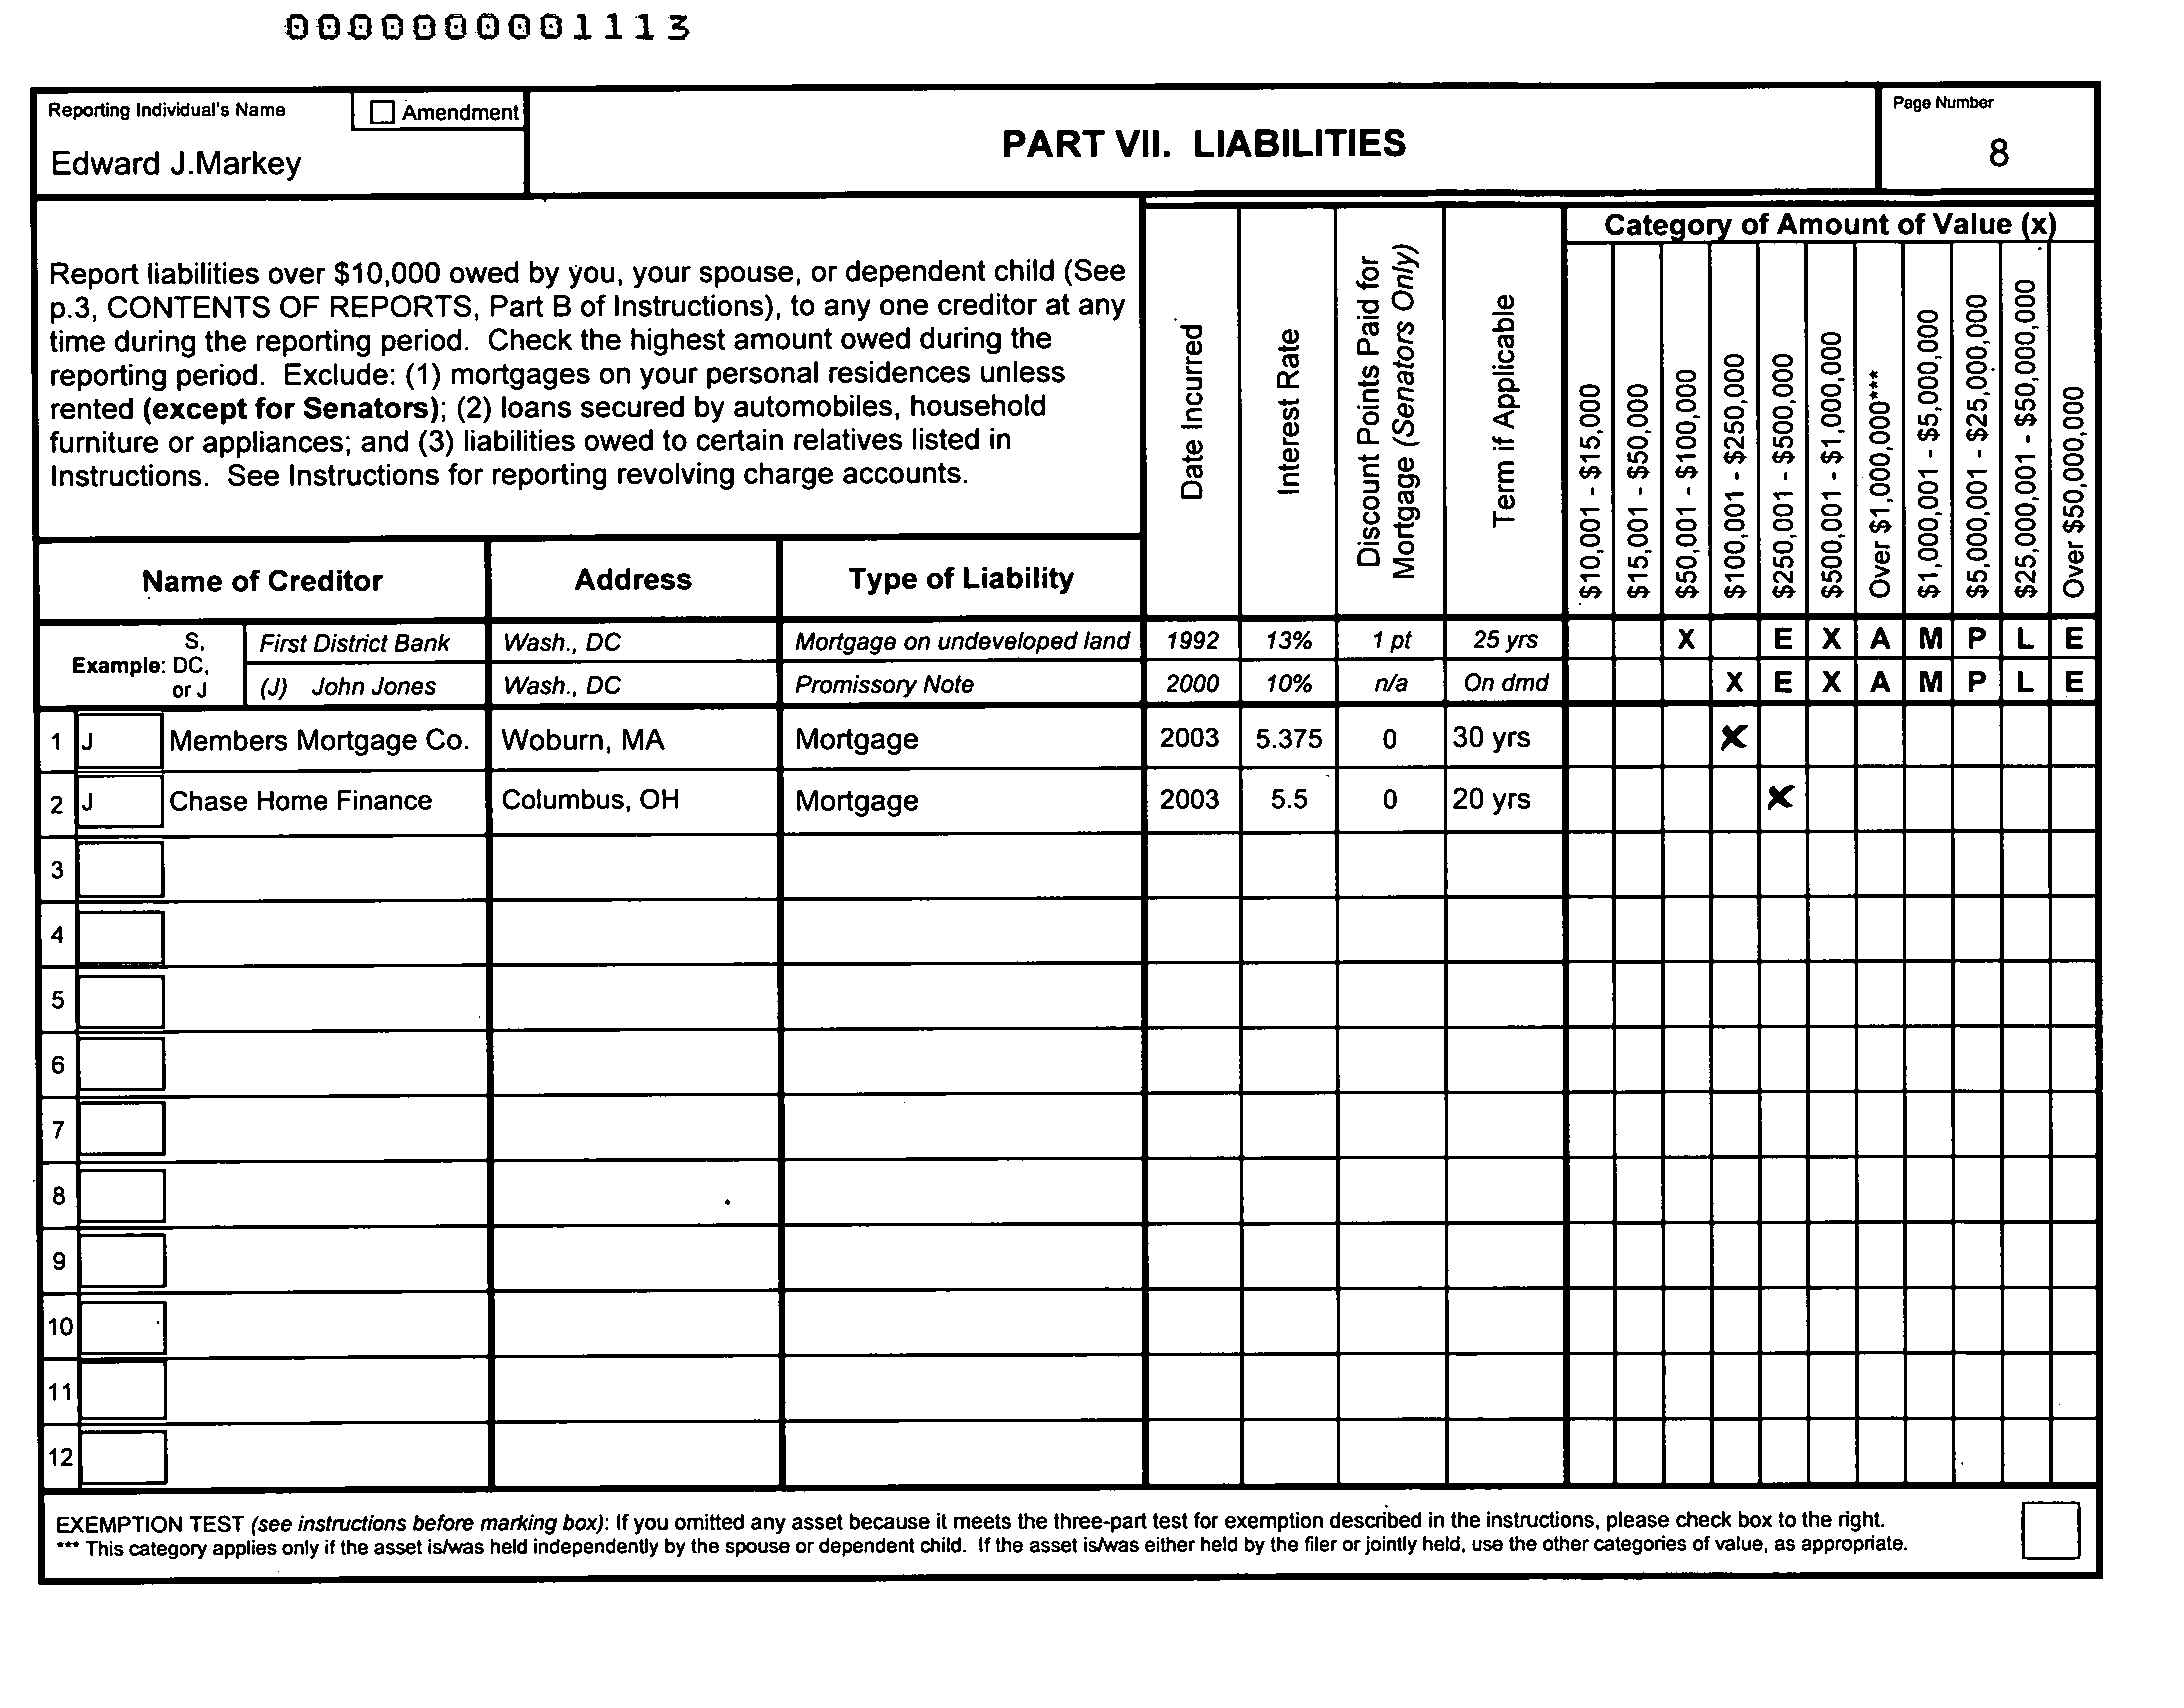 0000000001113
Reporting Individual's Name
Amendment
Edward J.Markey
PART VII. LIABILITIES
Page Number
8
Report liabilities over $10,000 owed by you, your spouse, or dependent child (See
p.3, CONTENTS OF REPORTS, Part B of Instructions), to any one creditor at any
time during the reporting period. Check the highest amount owed during the
reporting period. Exclude: (1) mortgages on your personal residences unless
rented (except for Senators); (2) loans secured by automobiles, household
furniture or appliances; and (3) liabilities owed to certain relatives listed in
Instructions. See Instructions for reporting revolving charge accounts.
Name of Creditor
Address
Type of Liability
Date Incurred
Interest Rate
Discount Points Paid for
Mortgage (Senators Only)
Term if Applicable
Category of Amount of Value (x)
$10,001 - $15,000
$15,001 - $50,000
$50,001 - $100,000
$100,001 - $250,000
$250,001 - $500,000
$500,001 - $1,000,000
Over $1,000,000***
$1,000,001 - $5,000,000
$5,000,001 - $25,000,000
$25,000,001 - $50,000,000
Over $50,000,000
S,
Example: DC,
or J
First District Bank Wash., DC Mortgage on undeveloped land 1992 13% 1 pt 25 yrs X E X A M P L E
(J) John Jones Wash., DC Promissory Note 2000 10% n/a On dmd X E X A M P L E
1 J Members Mortgage Co. Woburn, MA Mortgage 2003 5.375 0 30 yrs X
2 J Chase Home Finance Columbus, OH Mortgage 2003 5.5 0 20 yrs X
3
4
5
6
7
8
9
10
11
12
EXEMPTION TEST (see instructions before marking box): If you omitted any asset because it meets the three-part test for exemption described in the instructions, please check box to the right.
*** This category applies only if the asset is/was held independently by the spouse or dependent child. If the asset is/was either held by the filer or jointly held, use the other categories of value, as appropriate.